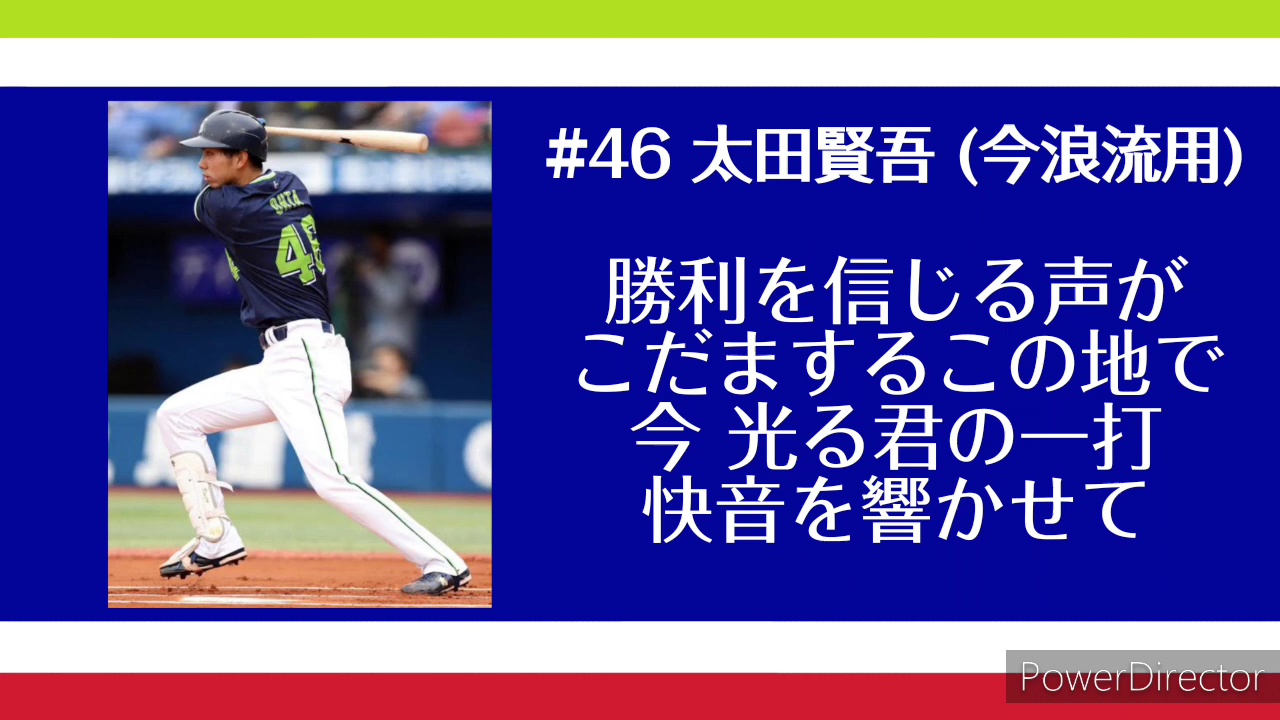 #46 太田賢吾 (今浪流用)
勝利を信じる声が
こだまするこの地で
今 光る君の一打
快音を響かせて
OHTA
46
PowerDirector